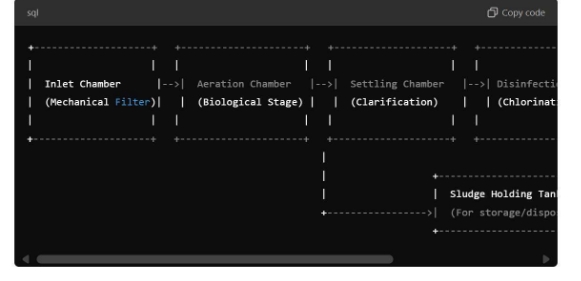 sql Copy code
Inlet Chamber |-->| Aeration Chamber |-->| Settling Chamber |-->| Disinfecti
(Mechanical Filter)| | (Biological Stage) | | (Clarification) | | (Chlorinat
Sludge Holding Tan
(For storage/dispo